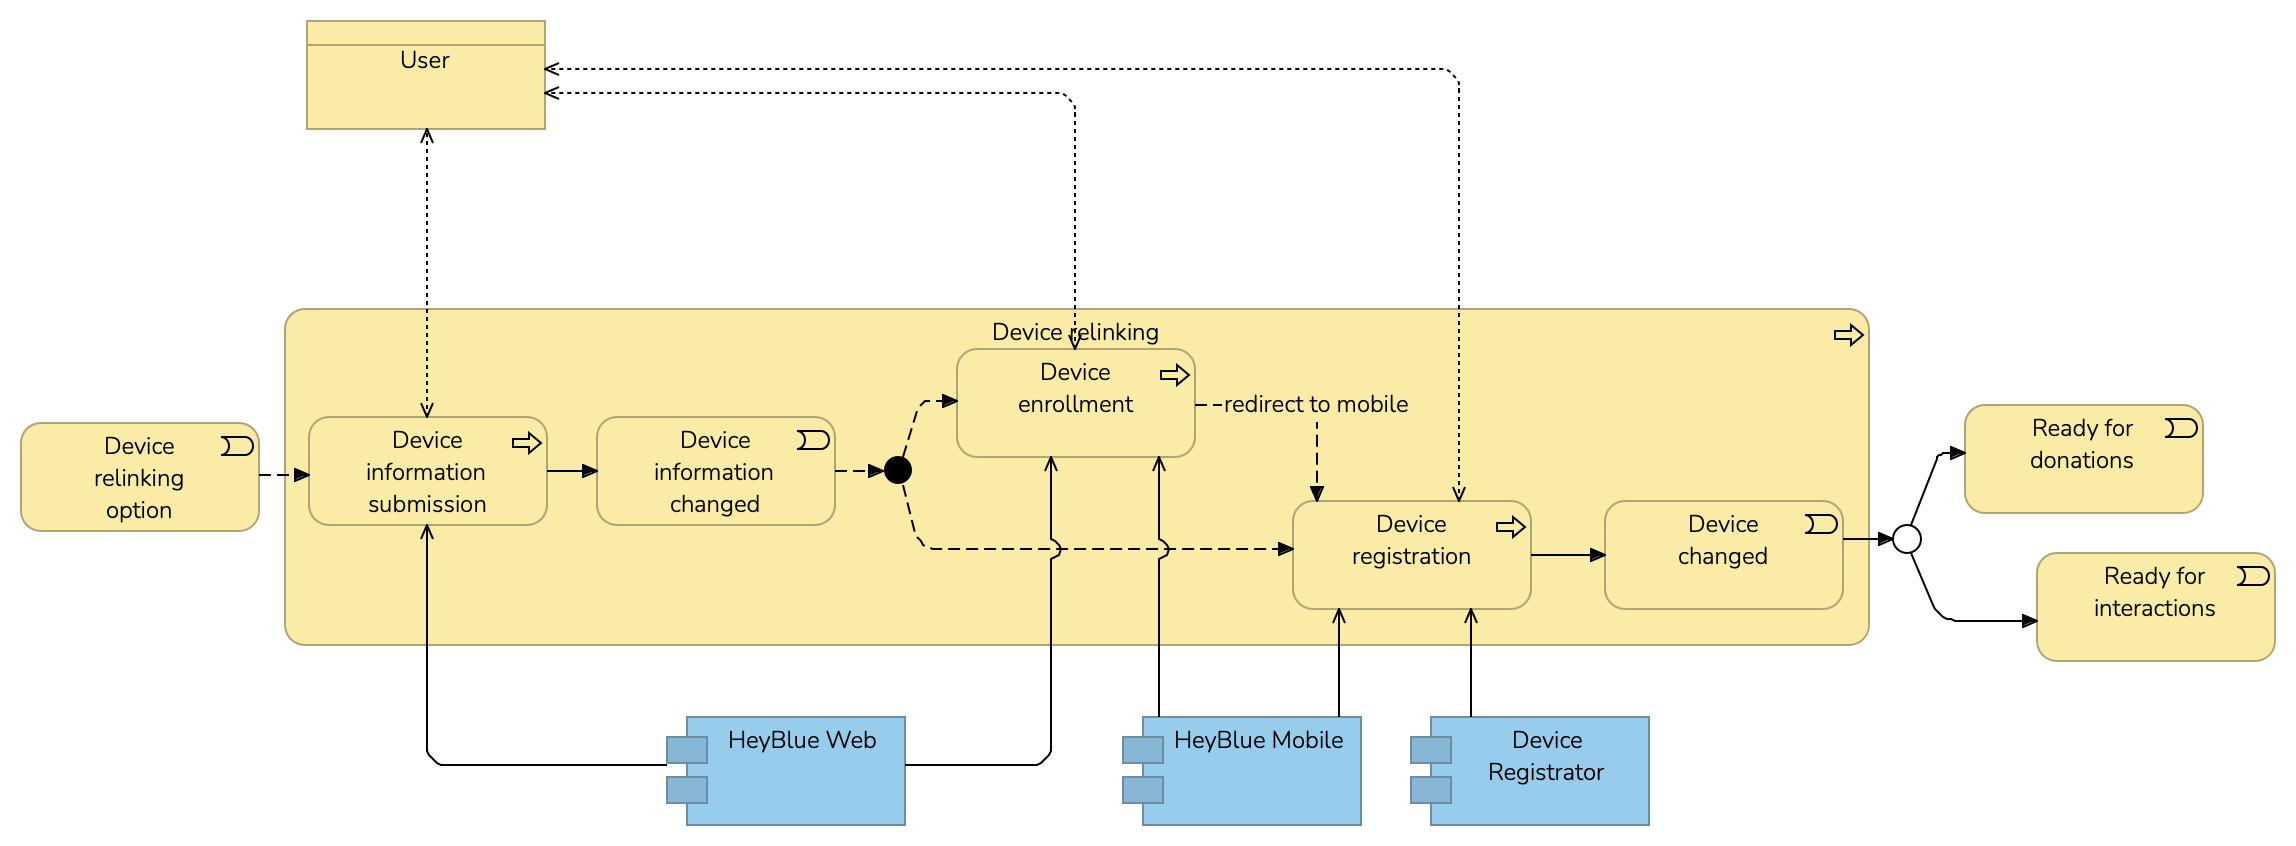 User
Device relinking
Device
enrollment
redirect to mobile
Device
relinking
option
Device
information
submission
Device
information
changed
Device
registration
Device
changed
Ready for
donations
Ready for
interactions
HeyBlue Web
HeyBlue Mobile
Device
Registrator